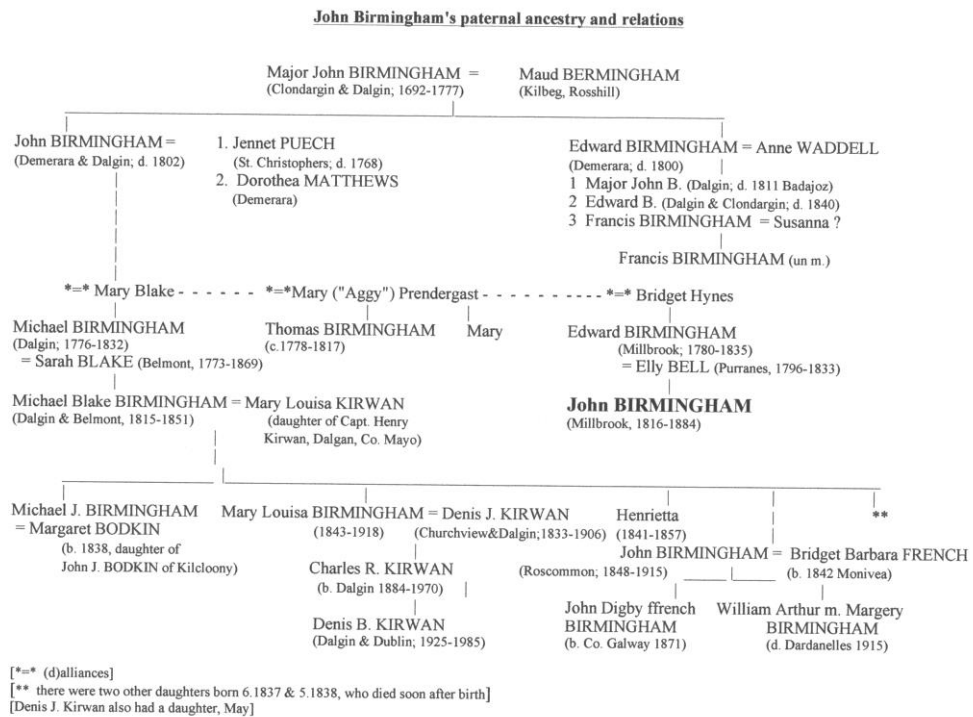 John Birmingham's paternal ancestry and relations
Major John BIRMINGHAM = Maud BERMINGHAM
(Clondargin & Dalgin; 1692-1777) (Kilbeg, Rosshill)
John BIRMINGHAM = 1. Jennet PUECH Edward BIRMINGHAM = Anne WADDELL
(Demerara & Dalgin; d. 1802) (St. Christophers; d. 1768) (Demerara; d. 1800)
2. Dorothea MATTHEWS 1 Major John B. (Dalgin; d. 1811 Badajoz)
(Demerara) 2 Edward B. (Dalgin & Clondargin; d. 1840)
3 Francis BIRMINGHAM = Susanna ?
Francis BIRMINGHAM (un m.)
*=* Mary Blake - - - - - - *=*Mary ("Aggy") Prendergast - - - - - - - - - - *=* Bridget Hynes
Michael BIRMINGHAM Thomas BIRMINGHAM Mary Edward BIRMINGHAM
(Dalgin; 1776-1832) (c.1778-1817) (Millbrook; 1780-1835)
= Sarah BLAKE (Belmont, 1773-1869) = Elly BELL (Purranes, 1796-1833)
Michael Blake BIRMINGHAM = Mary Louisa KIRWAN John BIRMINGHAM
(Dalgin & Belmont, 1815-1851) (daughter of Capt. Henry (Millbrook, 1816-1884)
Kirwan, Dalgan, Co. Mayo)
Michael J. BIRMINGHAM Mary Louisa BIRMINGHAM = Denis J. KIRWAN Henrietta **
= Margaret BODKIN (1843-1918) (Churchview&Dalgin;1833-1906) (1841-1857)
(b. 1838, daughter of John BIRMINGHAM = Bridget Barbara FRENCH
John J. BODKIN of Kilcloony) Charles R. KIRWAN (Roscommon; 1848-1915) (b. 1842 Monivea)
(b. Dalgin 1884-1970)
John Digby ffrench William Arthur m. Margery
Denis B. KIRWAN BIRMINGHAM BIRMINGHAM
(Dalgin & Dublin; 1925-1985) (b. Co. Galway 1871) (d. Dardanelles 1915)
[*=* (d)alliances]
[** there were two other daughters born 6.1837 & 5.1838, who died soon after birth]
[Denis J. Kirwan also had a daughter, May]